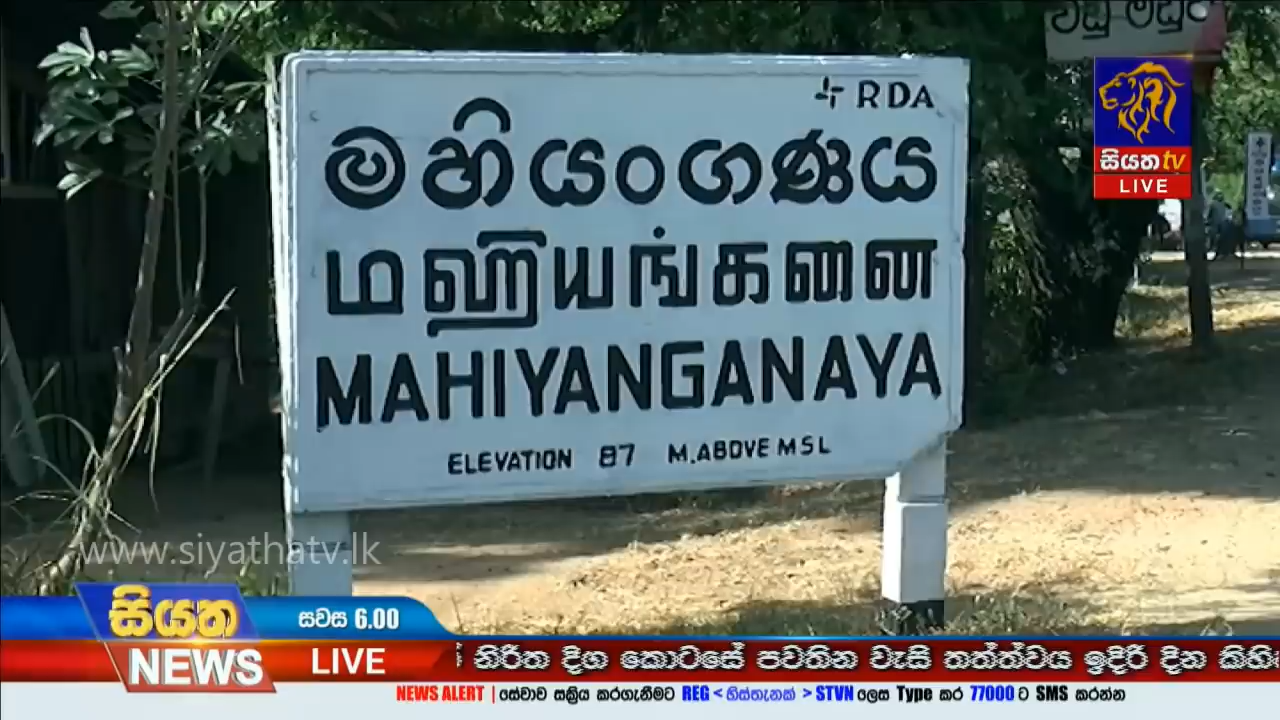 වඩු මඩුව
RDA
මහියංගණය
மஹியங்கனை
MAHIYANGANAYA
ELEVATION 87 M.ABOVE MSL
සියත tv
LIVE
www.siyathatv.lk
සියත
NEWS
සවස 6.00
LIVE
නිරිත දිග කොටසේ පවතින වැසි තත්ත්වය ඉදිරි දින
NEWS ALERT | සේවාව සක්‍රිය කරගැනීමට REG < හිස්තැනක් > STVN ලෙස Type කර 77000 ට SMS කරන්න